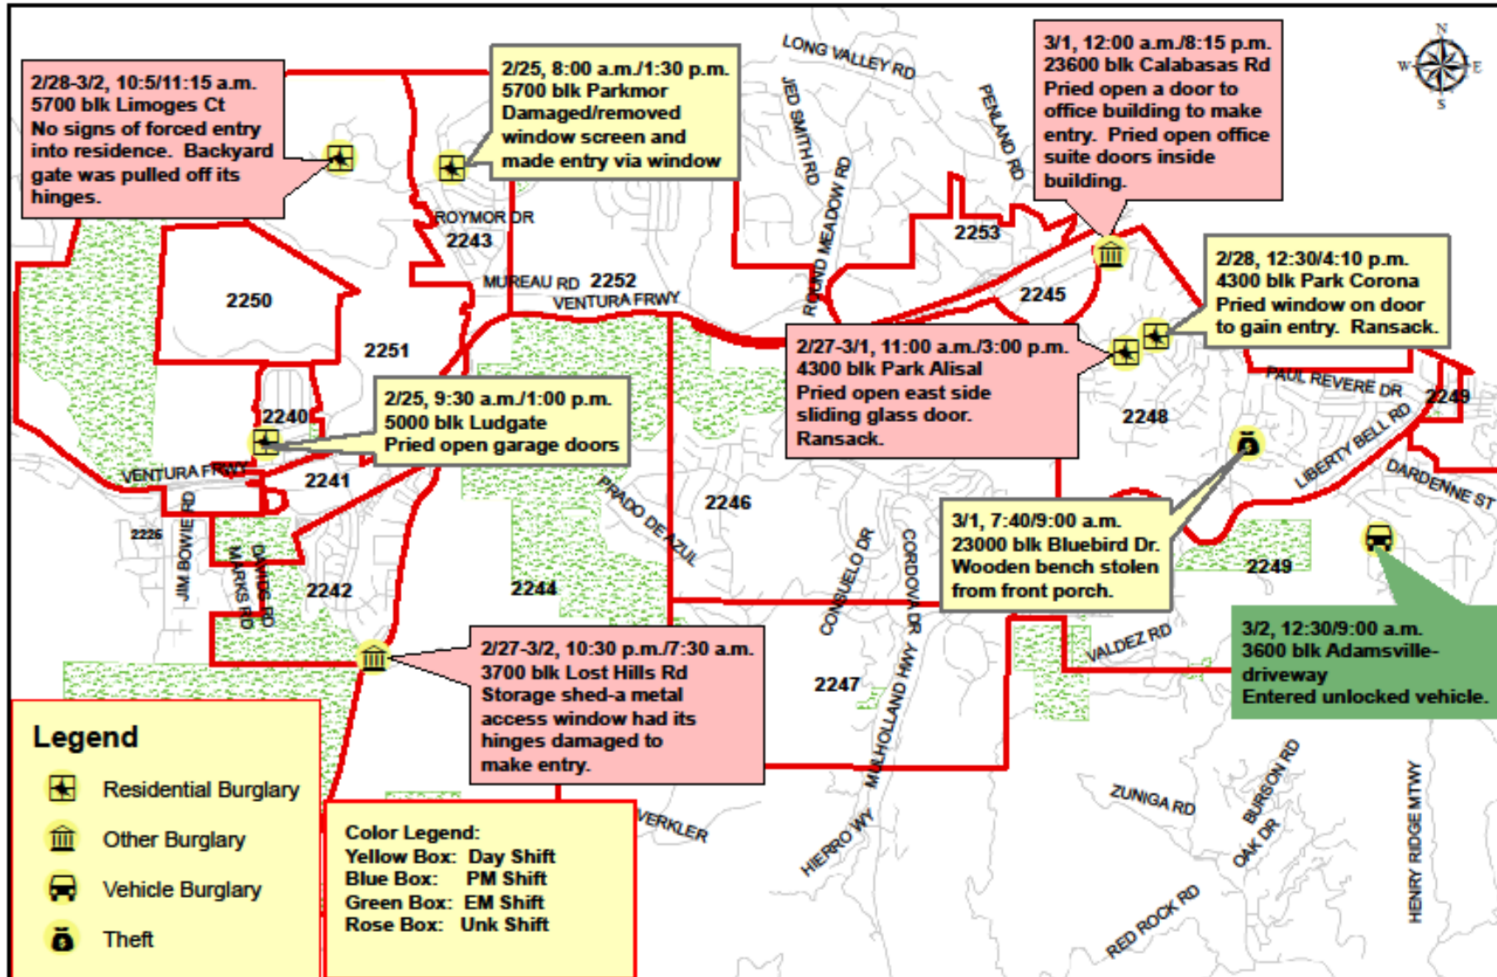 LONG VALLEY RD
JED SMITH RD
PENLAND RD
ROUND MEADOW RD
N
W
E
S
2/28-3/2, 10:5/11:15 a.m.
5700 blk Limoges Ct
No signs of forced entry
into residence. Backyard
gate was pulled off its
hinges.
2/25, 8:00 a.m./1:30 p.m.
5700 blk Parkmor
Damaged/removed
window screen and
made entry via window
3/1, 12:00 a.m./8:15 p.m.
23600 blk Calabasas Rd
Pried open a door to
office building to make
entry. Pried open office
suite doors inside
building.
ROYMOR DR
2243
2253
MUREAU RD
2252
VENTURA FRWY
2250
2245
2251
2/28, 12:30/4:10 p.m.
4300 blk Park Corona
Pried window on door
to gain entry. Ransack.
2/27-3/1, 11:00 a.m./3:00 p.m.
4300 blk Park Alisal
Pried open east side
sliding glass door.
Ransack.
PAUL REVERE DR
2249
2248
LIBERTY BELL RD
DARDENNE ST
2240
2/25, 9:30 a.m./1:00 p.m.
5000 blk Ludgate
Pried open garage doors
VENTURA FRWY
2241
2226
JIM BOWIE RD
DAVIDS RD
MARKS RD
2242
2244
PRADO DE AZUL
2246
CONSUELO DR
CORDOVA DR
3/1, 7:40/9:00 a.m.
23000 blk Bluebird Dr.
Wooden bench stolen
from front porch.
2249
3/2, 12:30/9:00 a.m.
3600 blk Adamsville-
driveway
Entered unlocked vehicle.
VALDEZ RD
2/27-3/2, 10:30 p.m./7:30 a.m.
3700 blk Lost Hills Rd
Storage shed-a metal
access window had its
hinges damaged to
make entry.
2247
MULHOLLAND HWY
VERKLER
HIERRO WY
ZUNIGA RD
BURSON RD
OAK DR
RED ROCK RD
HENRY RIDGE MTWY
Legend
Residential Burglary
Other Burglary
Vehicle Burglary
Theft
Color Legend:
Yellow Box: Day Shift
Blue Box: PM Shift
Green Box: EM Shift
Rose Box: Unk Shift